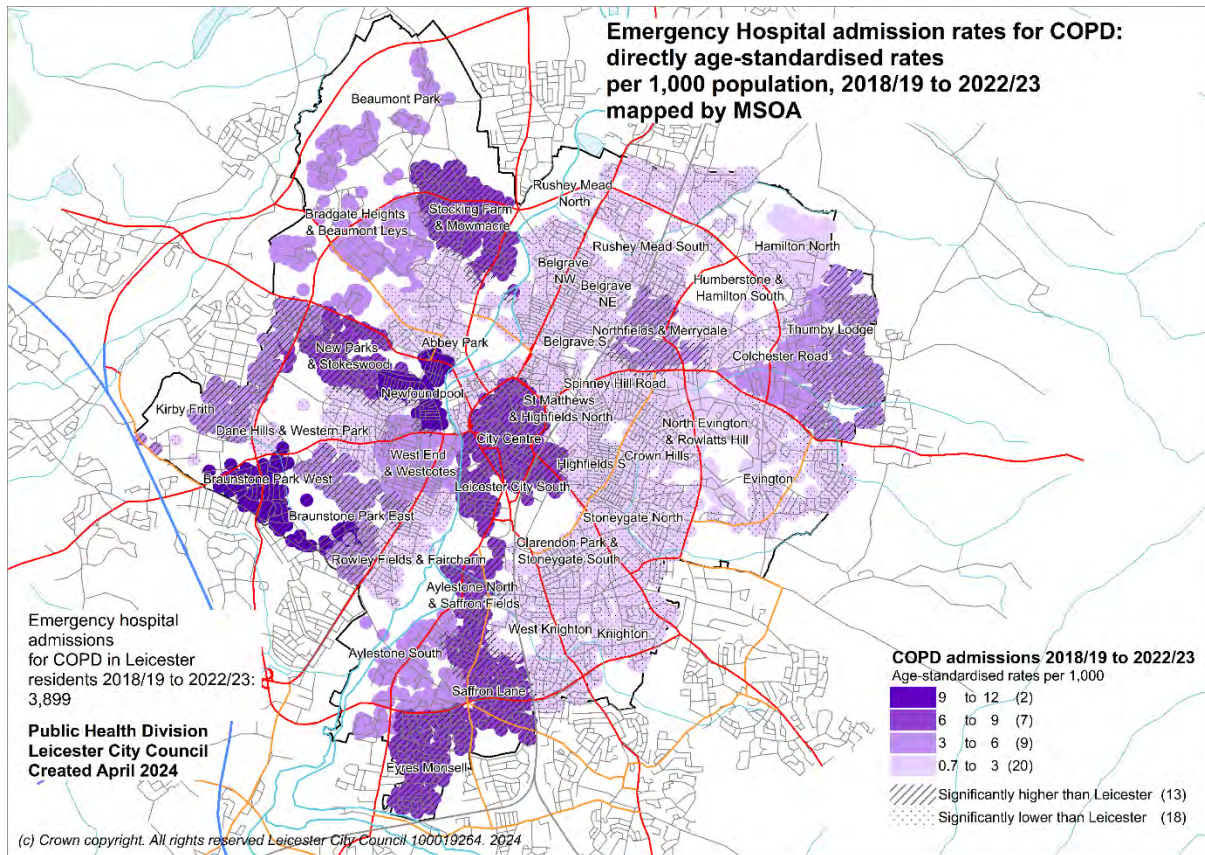 Emergency Hospital admission rates for COPD:
directly age-standardised rates
per 1,000 population, 2018/19 to 2022/23
mapped by MSOA
Beaumont Park
Rushey Mead
North
Bradgate Heights
& Beaumont Leys
Stocking Farm
& Mowmacre
Rushey Mead South
Hamilton North
Belgrave
NW
Belgrave
NE
Humberstone &
Hamilton South
Northfields & Merrydale
Thurnby Lodge
New Parks
& Stokeswood
Abbey Park
Belgrave S
Colchester Road
Newfoundpool
Spinney Hill Road
Kirby Frith
St Matthews
& Highfields North
Dane Hills & Western Park
City Centre
North Evington
& Rowlatts Hill
West End
& Westcotes
Highfields S
Crown Hills
Braunstone Park West
Leicester City South
Evington
Braunstone Park East
Stoneygate North
Rowley Fields & Faircharm
Clarendon Park &
Stoneygate South
Aylestone North
& Saffron Fields
West Knighton
Knighton
Aylestone South
Saffron Lane
Eyres Monsell
Emergency hospital
admissions
for COPD in Leicester
residents 2018/19 to 2022/23:
3,899
Public Health Division
Leicester City Council
Created April 2024
COPD admissions 2018/19 to 2022/23
Age-standardised rates per 1,000
9 to 12 (2)
6 to 9 (7)
3 to 6 (9)
0.7 to 3 (20)
Significantly higher than Leicester (13)
Significantly lower than Leicester (18)
(c) Crown copyright. All rights reserved Leicester City Council 100019264. 2024